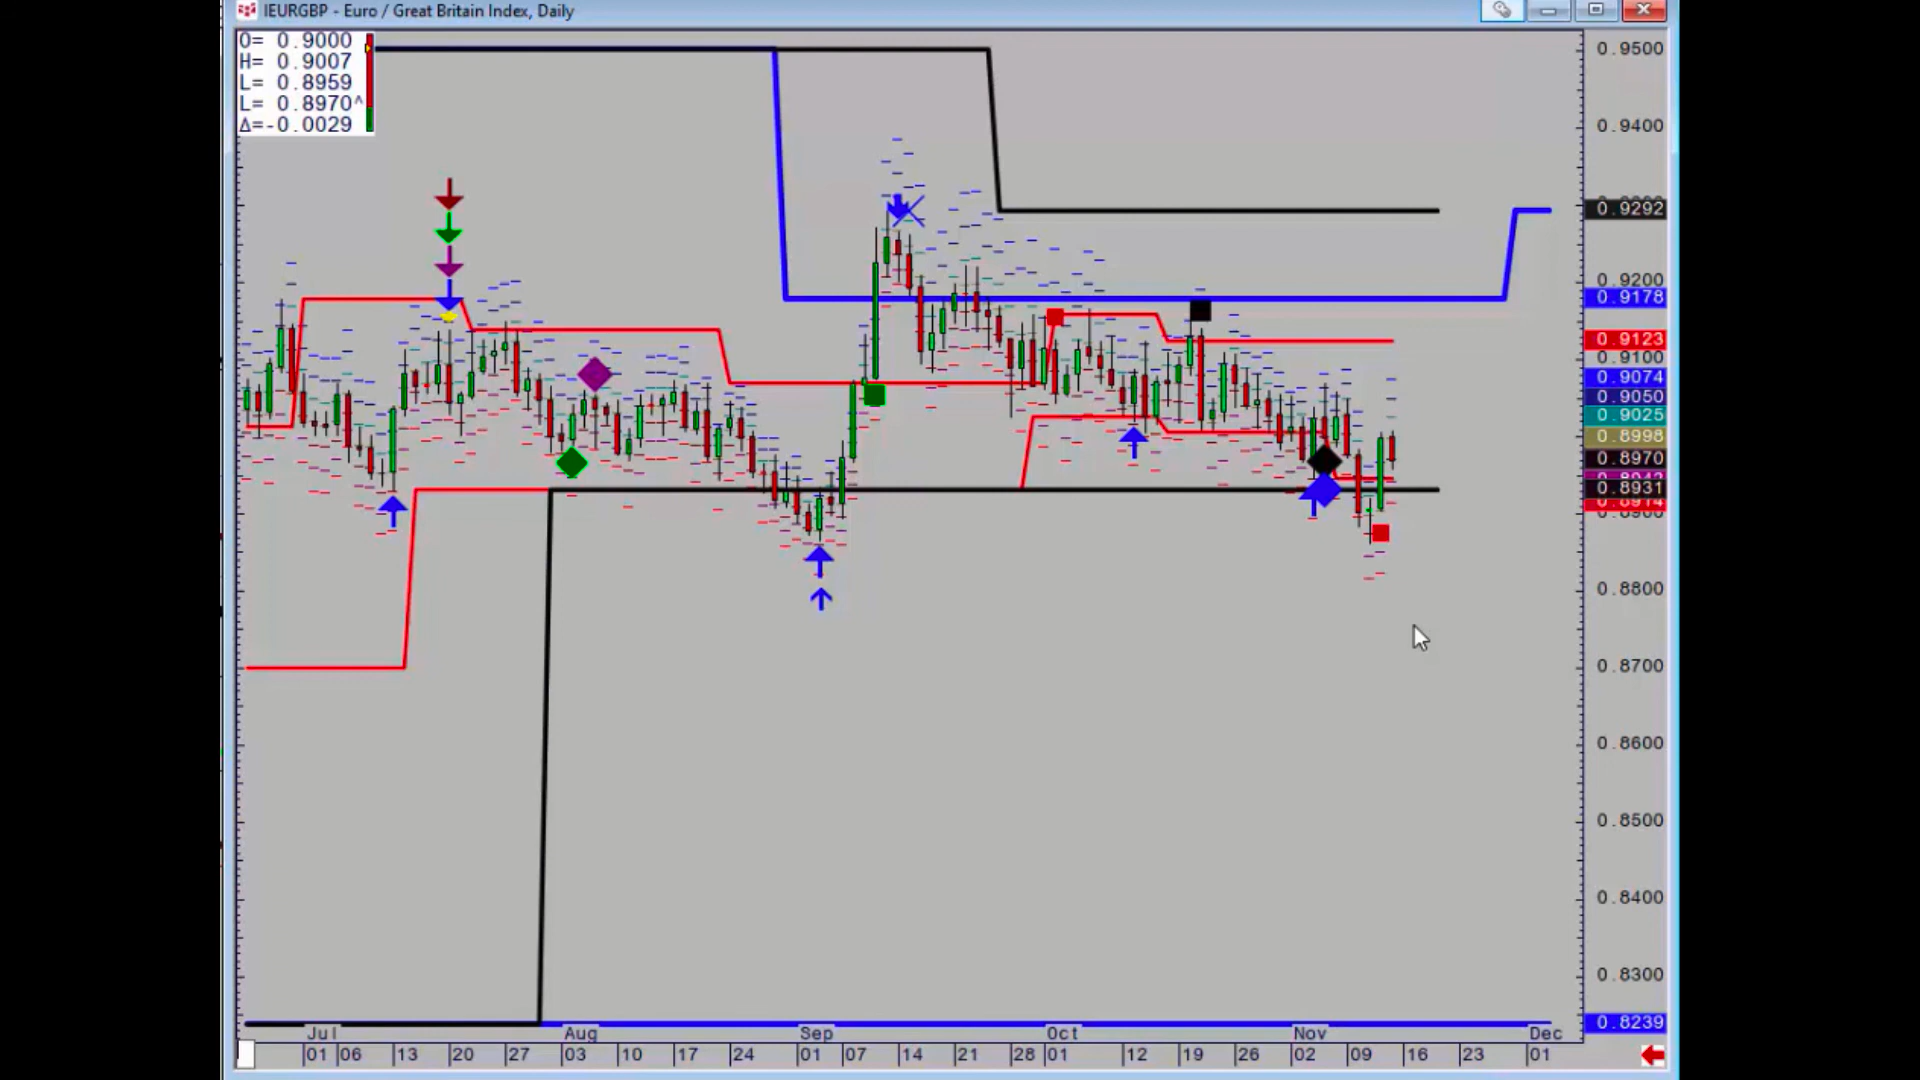 IEURGBP - Euro / Great Britain Index, Daily
O= 0.9000
H= 0.9007
L= 0.8959
L= 0.8970^
Δ=-0.0029
0.9500
0.9400
0.9292
0.9200
0.9178
0.9123
0.9100
0.9074
0.9050
0.9025
0.8998
0.8970
0.8931
0.8800
0.8700
0.8600
0.8500
0.8400
0.8300
0.8239
Jul Aug Sep Oct Nov Dec
01 06 13 20 27 03 10 17 24 01 07 14 21 28 01 12 19 26 02 09 16 23 01